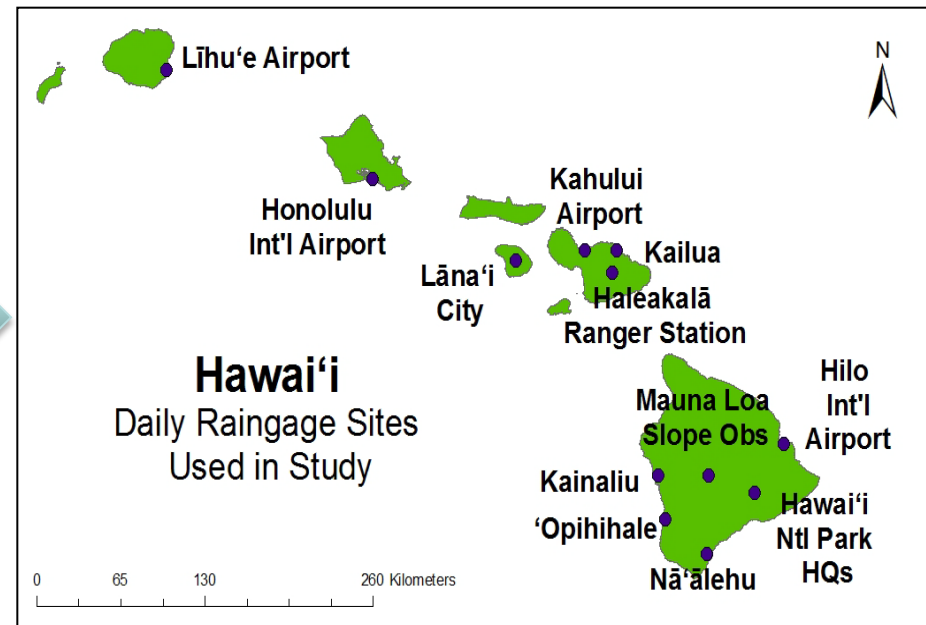 Līhu‘e Airport
N
Honolulu
Int'l Airport
Kahului
Airport
Kailua
Lāna‘i
City
Haleakalā
Ranger Station
Hawai‘i
Daily Raingage Sites
Used in Study
Mauna Loa
Slope Obs
Hilo
Int'l
Airport
Kainaliu
‘Opihihale
Nā‘ālehu
Hawai‘i
Ntl Park
HQs
0 65 130 260 Kilometers